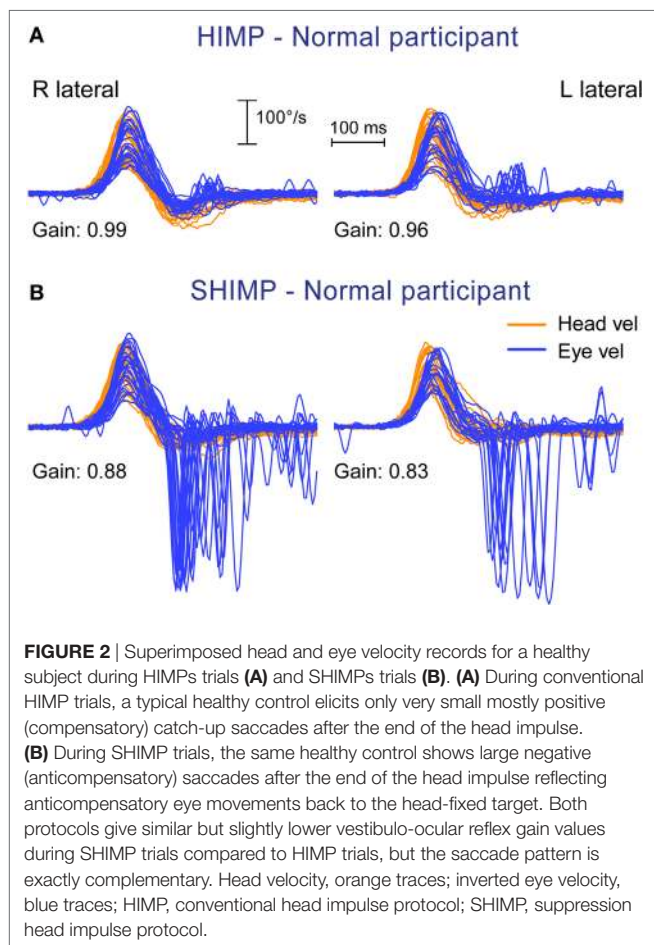 A
HIMP - Normal participant
R lateral
L lateral
100°/s
100 ms
Gain: 0.99
Gain: 0.96
B
SHIMP - Normal participant
Head vel
Eye vel
Gain: 0.88
Gain: 0.83
FIGURE 2 | Superimposed head and eye velocity records for a healthy
subject during HIMPs trials (A) and SHIMPs trials (B). (A) During conventional
HIMP trials, a typical healthy control elicits only very small mostly positive
(compensatory) catch-up saccades after the end of the head impulse.
(B) During SHIMP trials, the same healthy control shows large negative
(anticompensatory) saccades after the end of the head impulse reflecting
anticompensatory eye movements back to the head-fixed target. Both
protocols give similar but slightly lower vestibulo-ocular reflex gain values
during SHIMP trials compared to HIMP trials, but the saccade pattern is
exactly complementary. Head velocity, orange traces; inverted eye velocity,
blue traces; HIMP, conventional head impulse protocol; SHIMP, suppression
head impulse protocol.